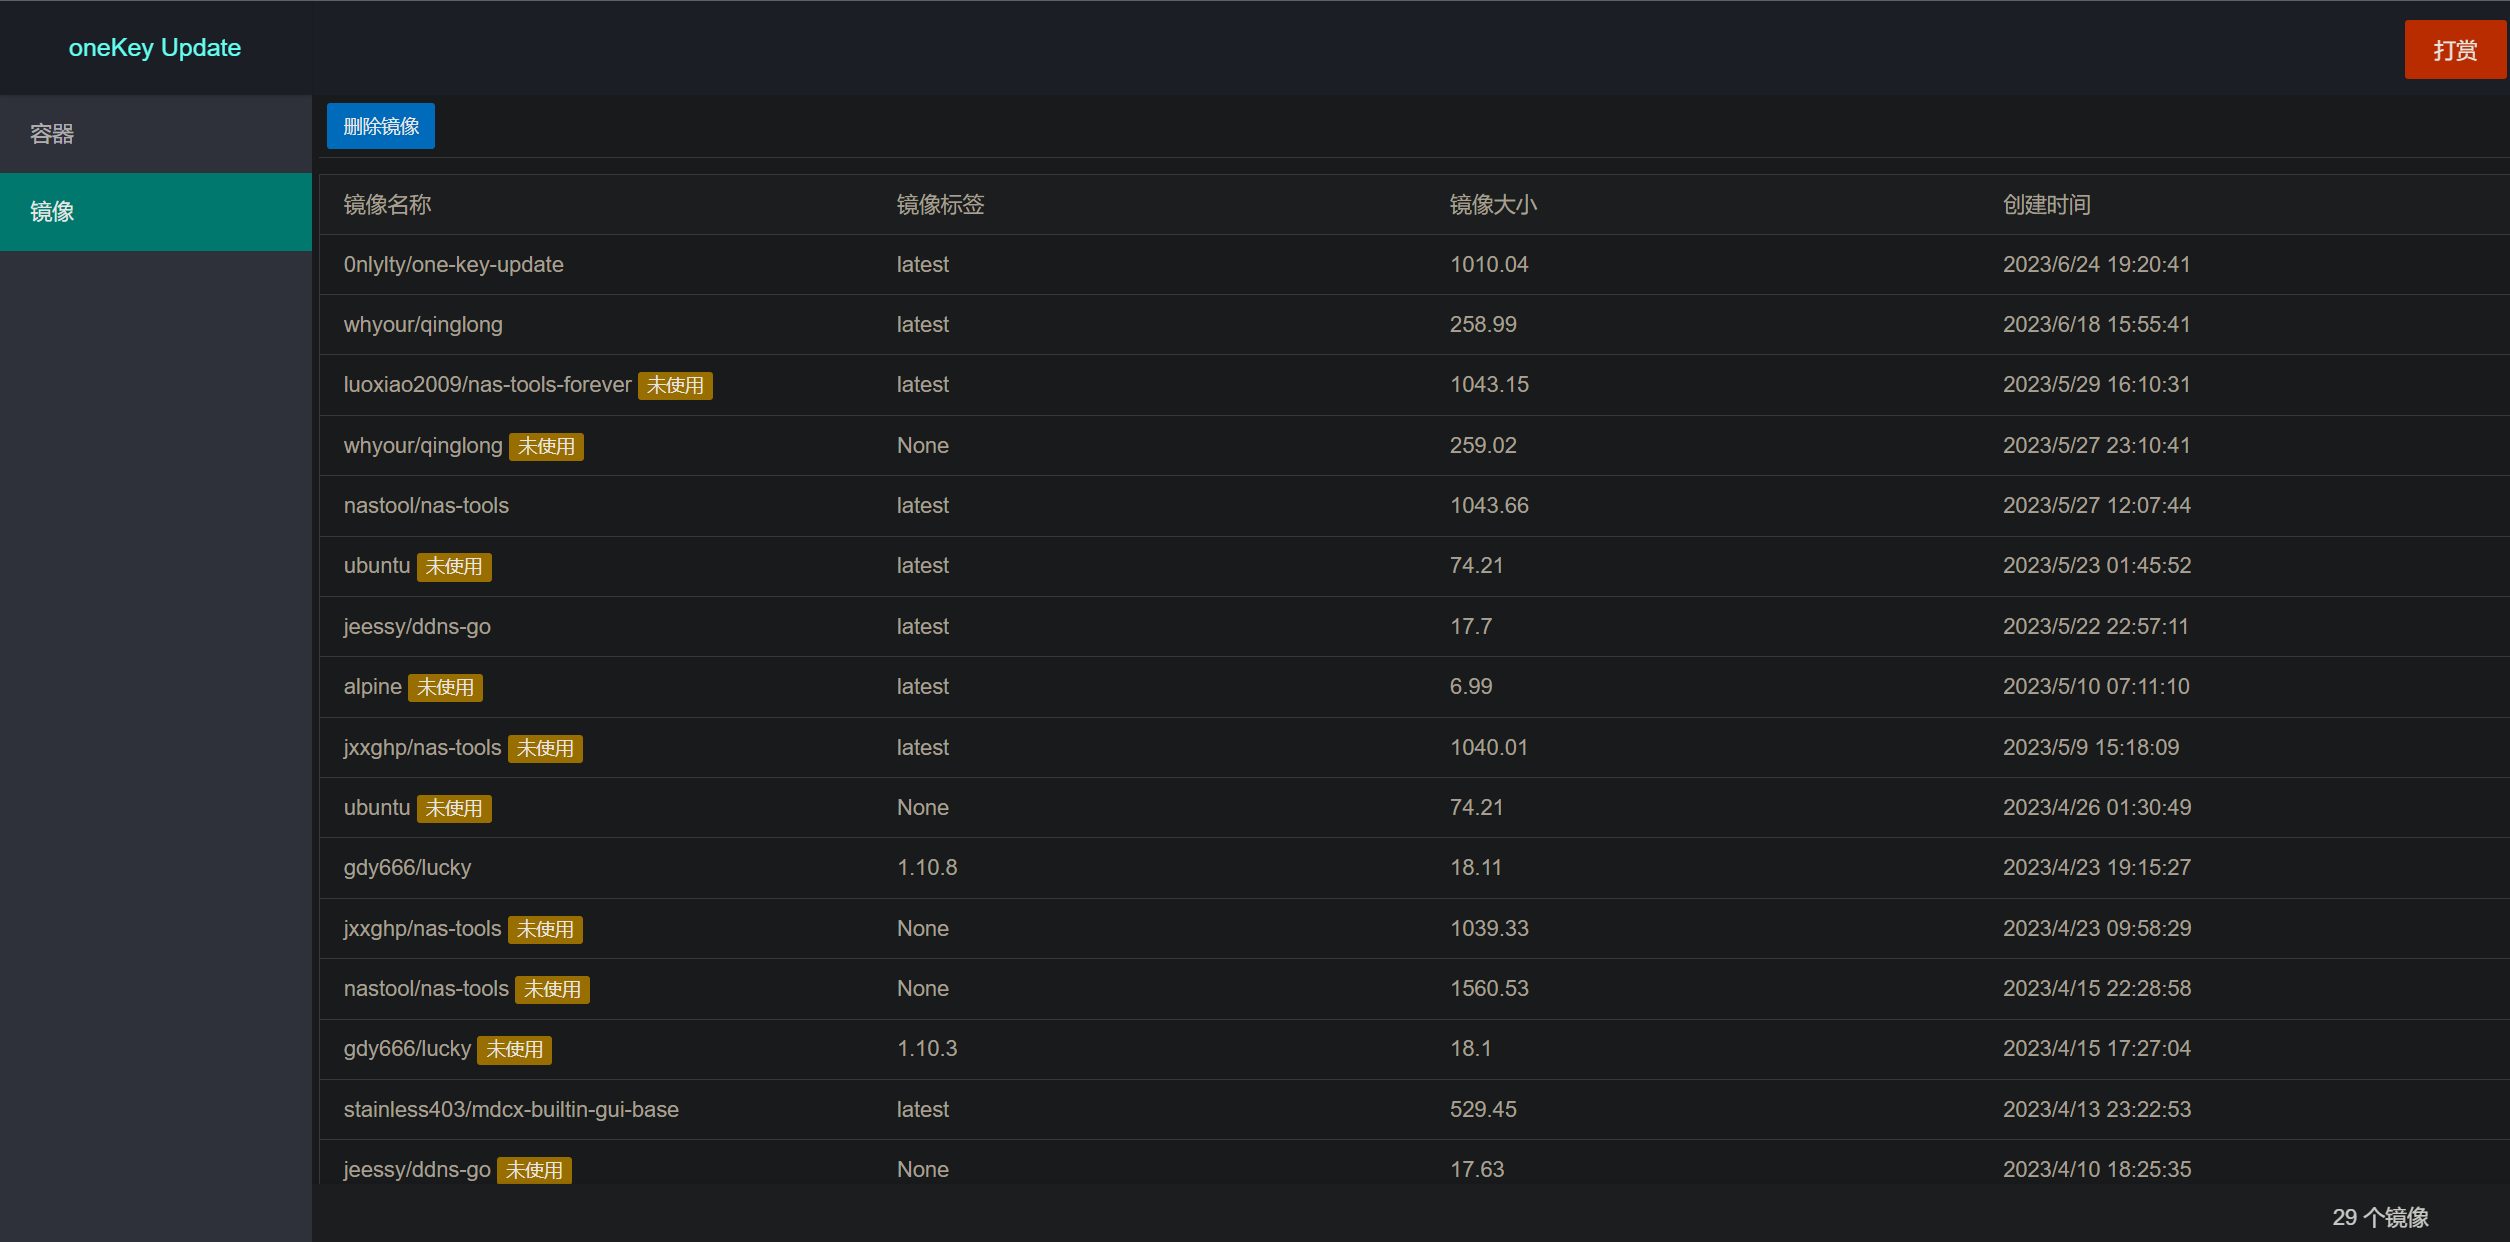 oneKey Update
打赏
容器
镜像
删除镜像
镜像名称 镜像标签 镜像大小 创建时间
0nlylty/one-key-update latest 1010.04 2023/6/24 19:20:41
whyour/qinglong latest 258.99 2023/6/18 15:55:41
luoxiao2009/nas-tools-forever 未使用 latest 1043.15 2023/5/29 16:10:31
whyour/qinglong 未使用 None 259.02 2023/5/27 23:10:41
nastool/nas-tools latest 1043.66 2023/5/27 12:07:44
ubuntu 未使用 latest 74.21 2023/5/23 01:45:52
jeessy/ddns-go latest 17.7 2023/5/22 22:57:11
alpine 未使用 latest 6.99 2023/5/10 07:11:10
jxxghp/nas-tools 未使用 latest 1040.01 2023/5/9 15:18:09
ubuntu 未使用 None 74.21 2023/4/26 01:30:49
gdy666/lucky 1.10.8 18.11 2023/4/23 19:15:27
jxxghp/nas-tools 未使用 None 1039.33 2023/4/23 09:58:29
nastool/nas-tools 未使用 None 1560.53 2023/4/15 22:28:58
gdy666/lucky 未使用 1.10.3 18.1 2023/4/15 17:27:04
stainless403/mdcx-builtin-gui-base latest 529.45 2023/4/13 23:22:53
jeessy/ddns-go 未使用 None 17.63 2023/4/10 18:25:35
29 个镜像